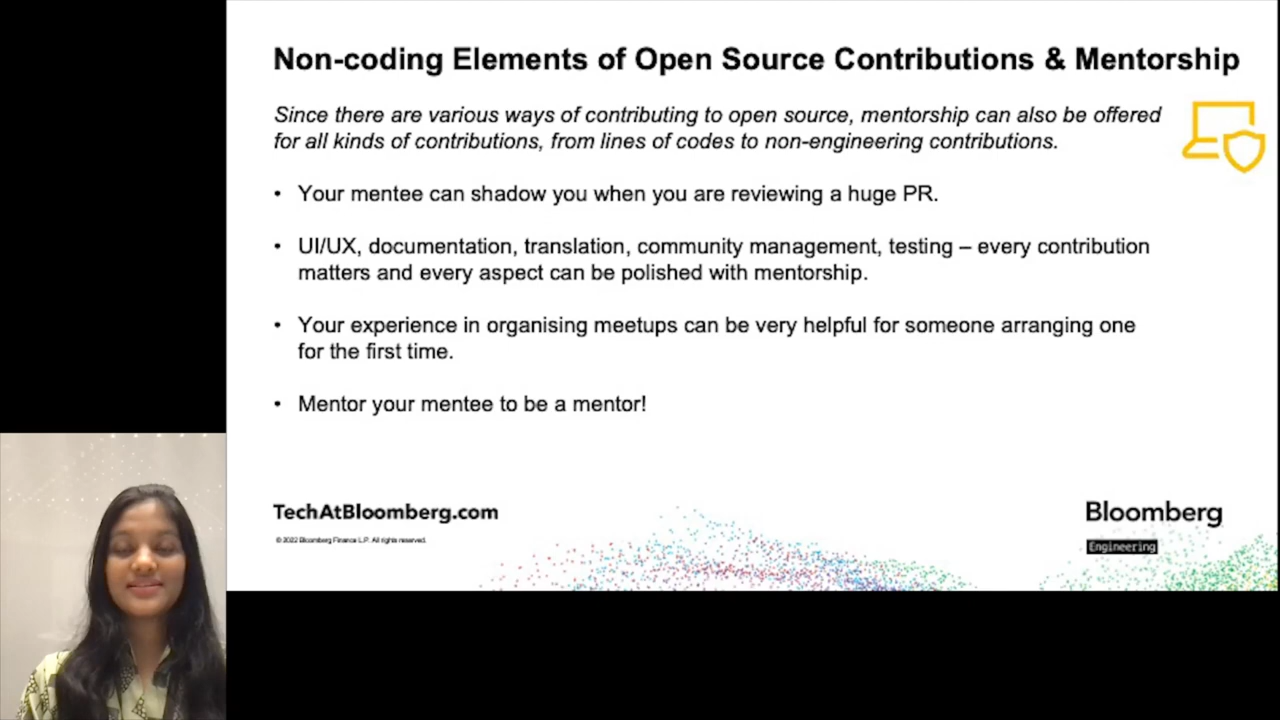 Non-coding Elements of Open Source Contributions & Mentorship
Since there are various ways of contributing to open source, mentorship can also be offered
for all kinds of contributions, from lines of codes to non-engineering contributions.
• Your mentee can shadow you when you are reviewing a huge PR.
• UI/UX, documentation, translation, community management, testing – every contribution
matters and every aspect can be polished with mentorship.
• Your experience in organising meetups can be very helpful for someone arranging one
for the first time.
• Mentor your mentee to be a mentor!
TechAtBloomberg.com
© 2022 Bloomberg Finance L.P. All rights reserved.
Bloomberg
Engineering